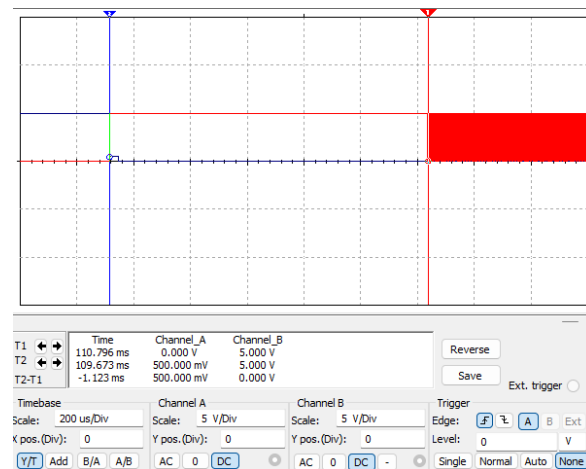 2 1
Time Channel_A Channel_B
T1 110.796 ms 0.000 V 5.000 V
T2 109.673 ms 500.000 mV 5.000 V
T2-T1 -1.123 ms 500.000 mV 0.000 V
Reverse
Save
Ext. trigger
Timebase Channel A Channel B Trigger
Scale: 200 us/Div Scale: 5 V/Div Scale: 5 V/Div Edge: A B Ext
X pos.(Div): 0 Y pos.(Div): 0 Y pos.(Div): 0 Level: 0 V
Y/T Add B/A A/B AC 0 DC AC 0 DC - Single Normal Auto None